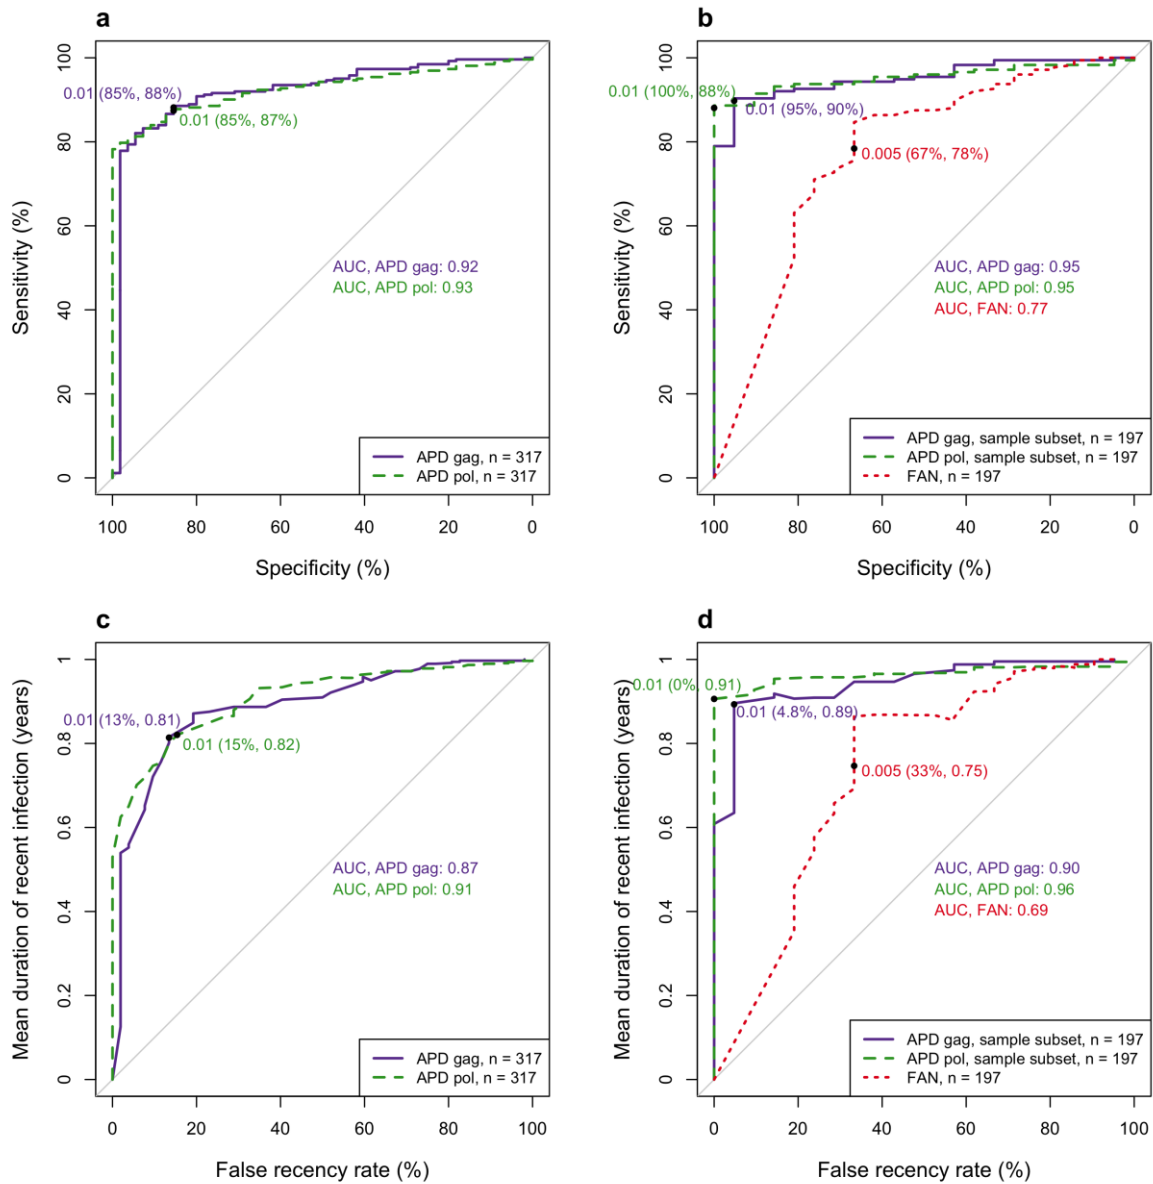 a
Sensitivity (%)
100
80
60
40
20
0
0.01 (85%, 88%)
0.01 (85%, 87%)
AUC, APD gag: 0.92
AUC, APD pol: 0.93
APD gag, n = 317
APD pol, n = 317
100 80 60 40 20 0
Specificity (%)
b
Sensitivity (%)
100
80
60
40
20
0
0.01 (100%, 88%)
0.01 (95%, 90%)
0.005 (67%, 78%)
AUC, APD gag: 0.95
AUC, APD pol: 0.95
AUC, FAN: 0.77
APD gag, sample subset, n = 197
APD pol, sample subset, n = 197
FAN, n = 197
100 80 60 40 20 0
Specificity (%)
c
Mean duration of recent infection (years)
1
0.8
0.6
0.4
0.2
0
0.01 (13%, 0.81)
0.01 (15%, 0.82)
AUC, APD gag: 0.87
AUC, APD pol: 0.91
APD gag, n = 317
APD pol, n = 317
0 20 40 60 80 100
False recency rate (%)
d
Mean duration of recent infection (years)
1
0.8
0.6
0.4
0.2
0
0.01 (0%, 0.91)
0.01 (4.8%, 0.89)
0.005 (33%, 0.75)
AUC, APD gag: 0.90
AUC, APD pol: 0.96
AUC, FAN: 0.69
APD gag, sample subset, n = 197
APD pol, sample subset, n = 197
FAN, n = 197
0 20 40 60 80 100
False recency rate (%)